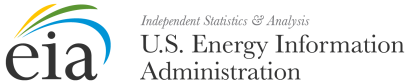 eia
Independent Statistics & Analysis
U.S. Energy Information
Administration